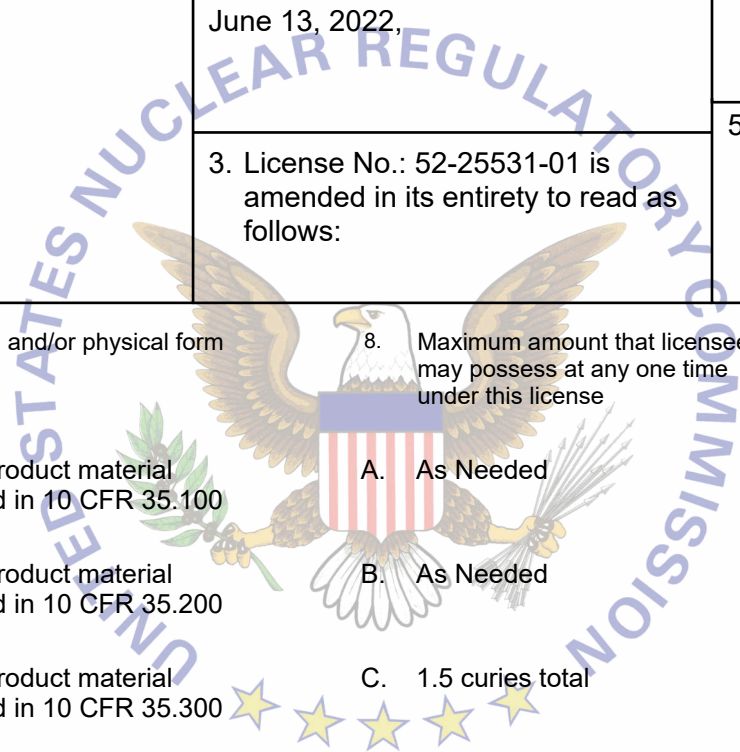 June 13, 2022,
5
3. License No.: 52-25531-01 is
amended in its entirety to read as
follows:
and/or physical form
8. Maximum amount that licensee
may possess at any one time
under this license
roduct material
d in 10 CFR 35.100
A. As Needed
roduct material
d in 10 CFR 35.200
B. As Needed
roduct material
d in 10 CFR 35.300
C. 1.5 curies total
UNITED STATES NUCLEAR REGULATORY COMMISSION